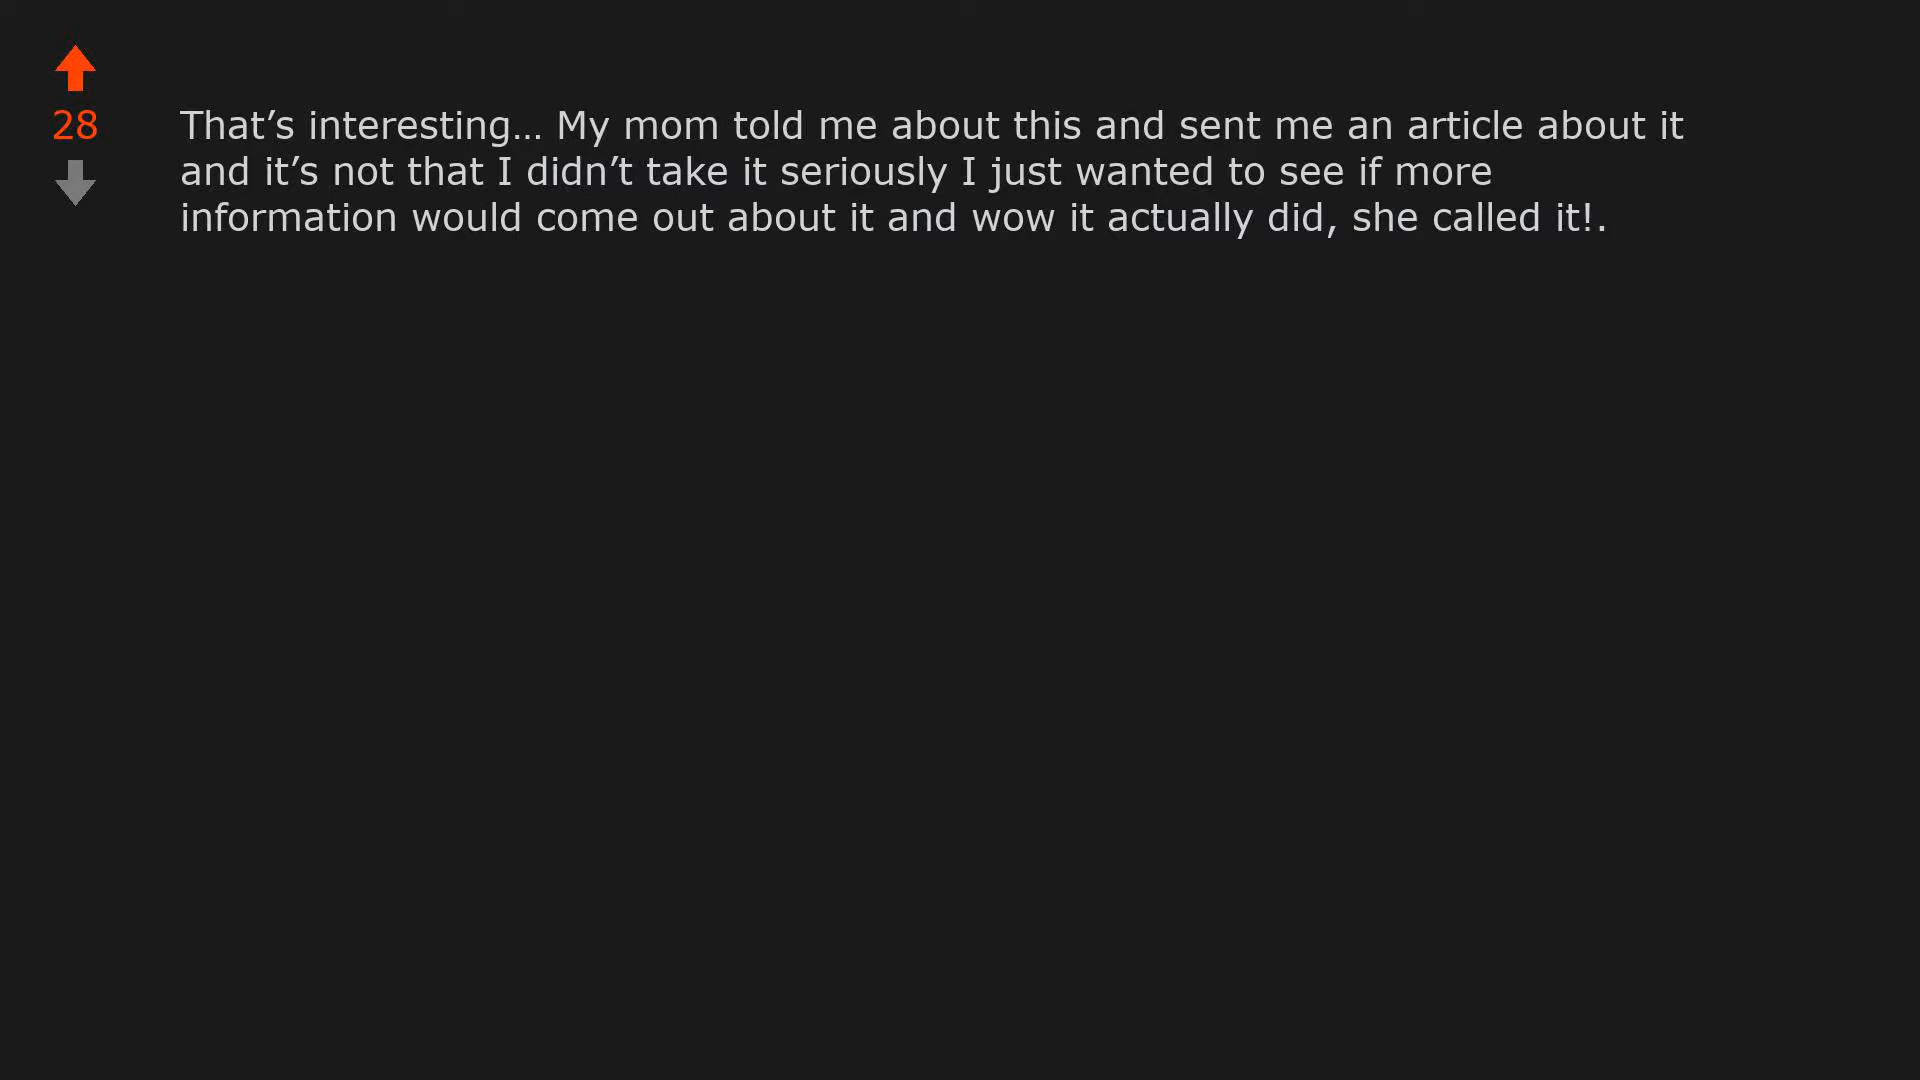 28
That’s interesting… My mom told me about this and sent me an article about it
and it’s not that I didn’t take it seriously I just wanted to see if more
information would come out about it and wow it actually did, she called it!.